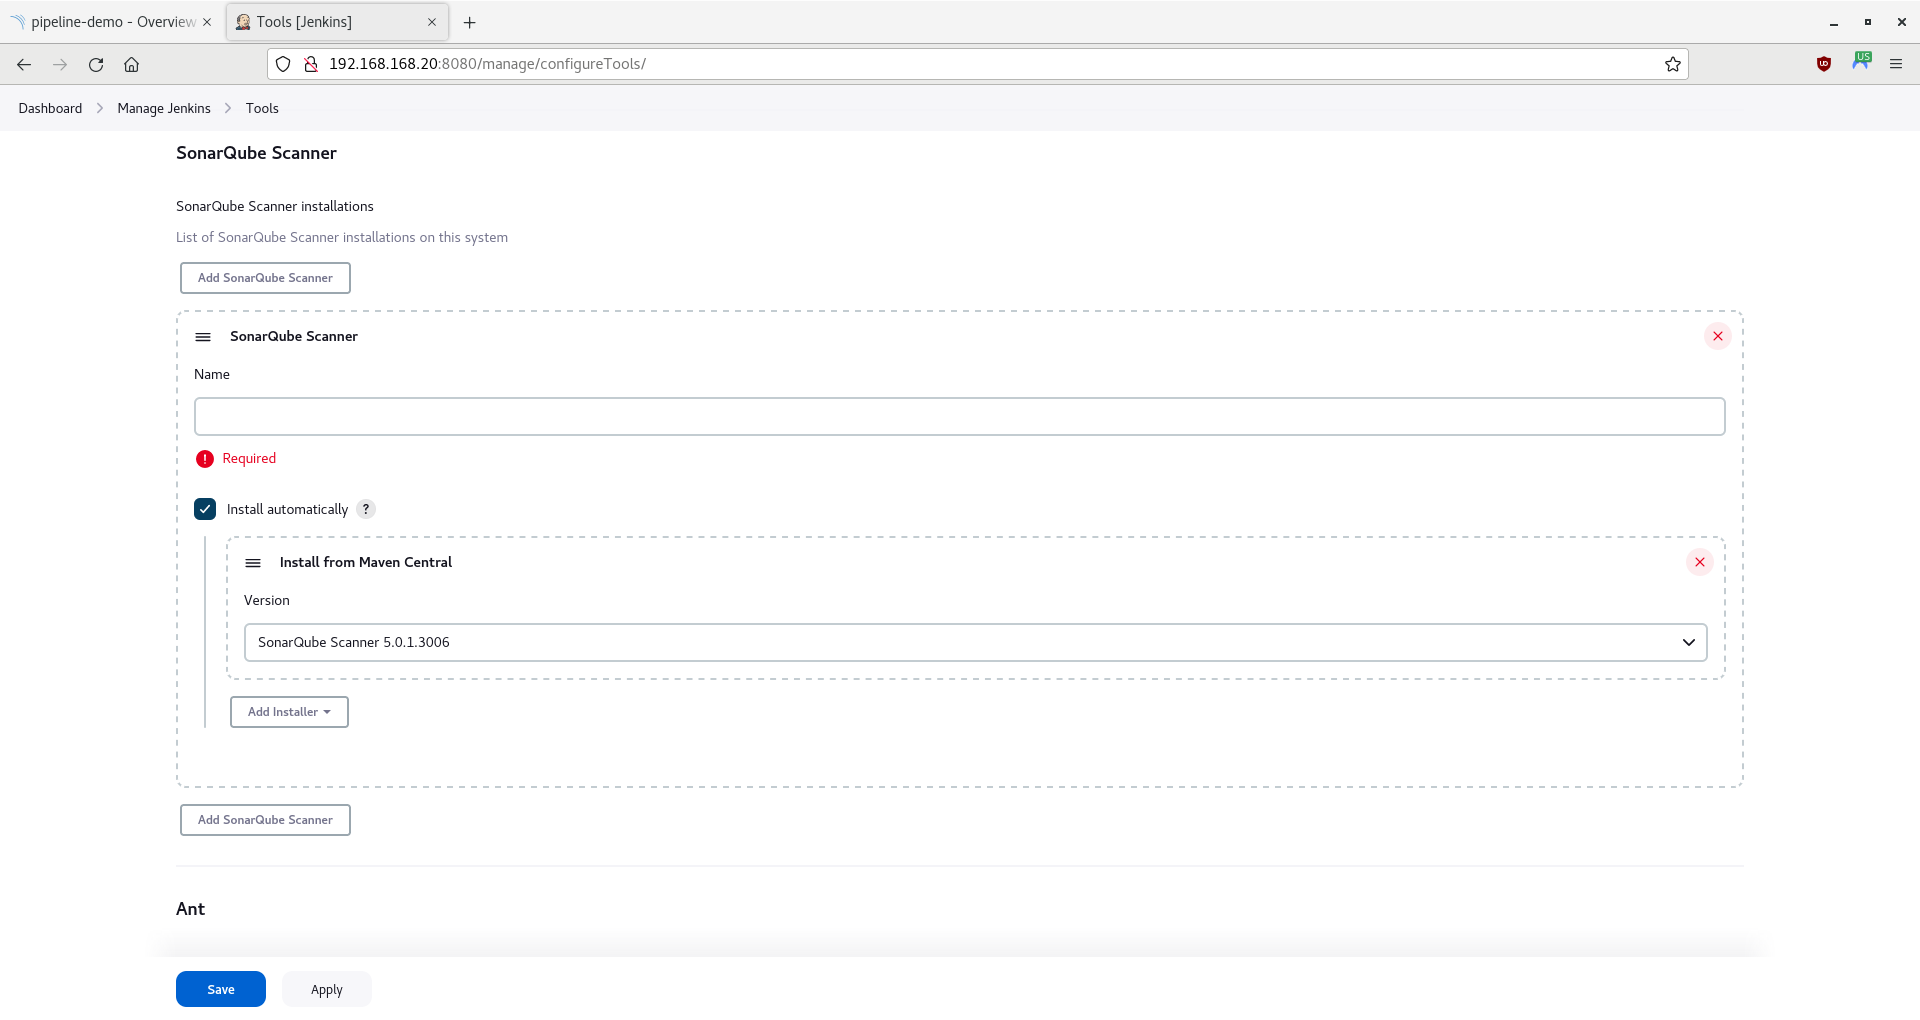 pipeline-demo - Overview
Tools [Jenkins]
192.168.168.20:8080/manage/configureTools/
US
Dashboard
Manage Jenkins
Tools
SonarQube Scanner
SonarQube Scanner installations
List of SonarQube Scanner installations on this system
Add SonarQube Scanner
SonarQube Scanner
Name
Required
Install automatically ?
Install from Maven Central
Version
SonarQube Scanner 5.0.1.3006
Add Installer
Add SonarQube Scanner
Ant
Save
Apply